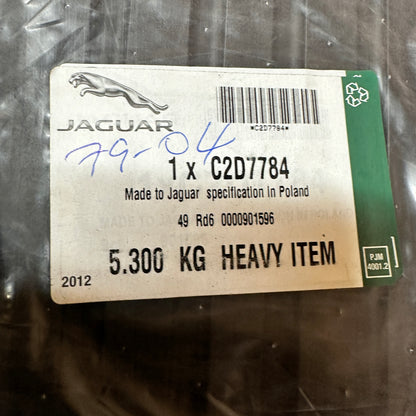 JAGUAR
*C2D7784*
79-04
1 x C2D7784
Made to Jaguar specification in Poland
49 Rd6 0000901596
5.300 KG HEAVY ITEM
2012
PJM
4001.2